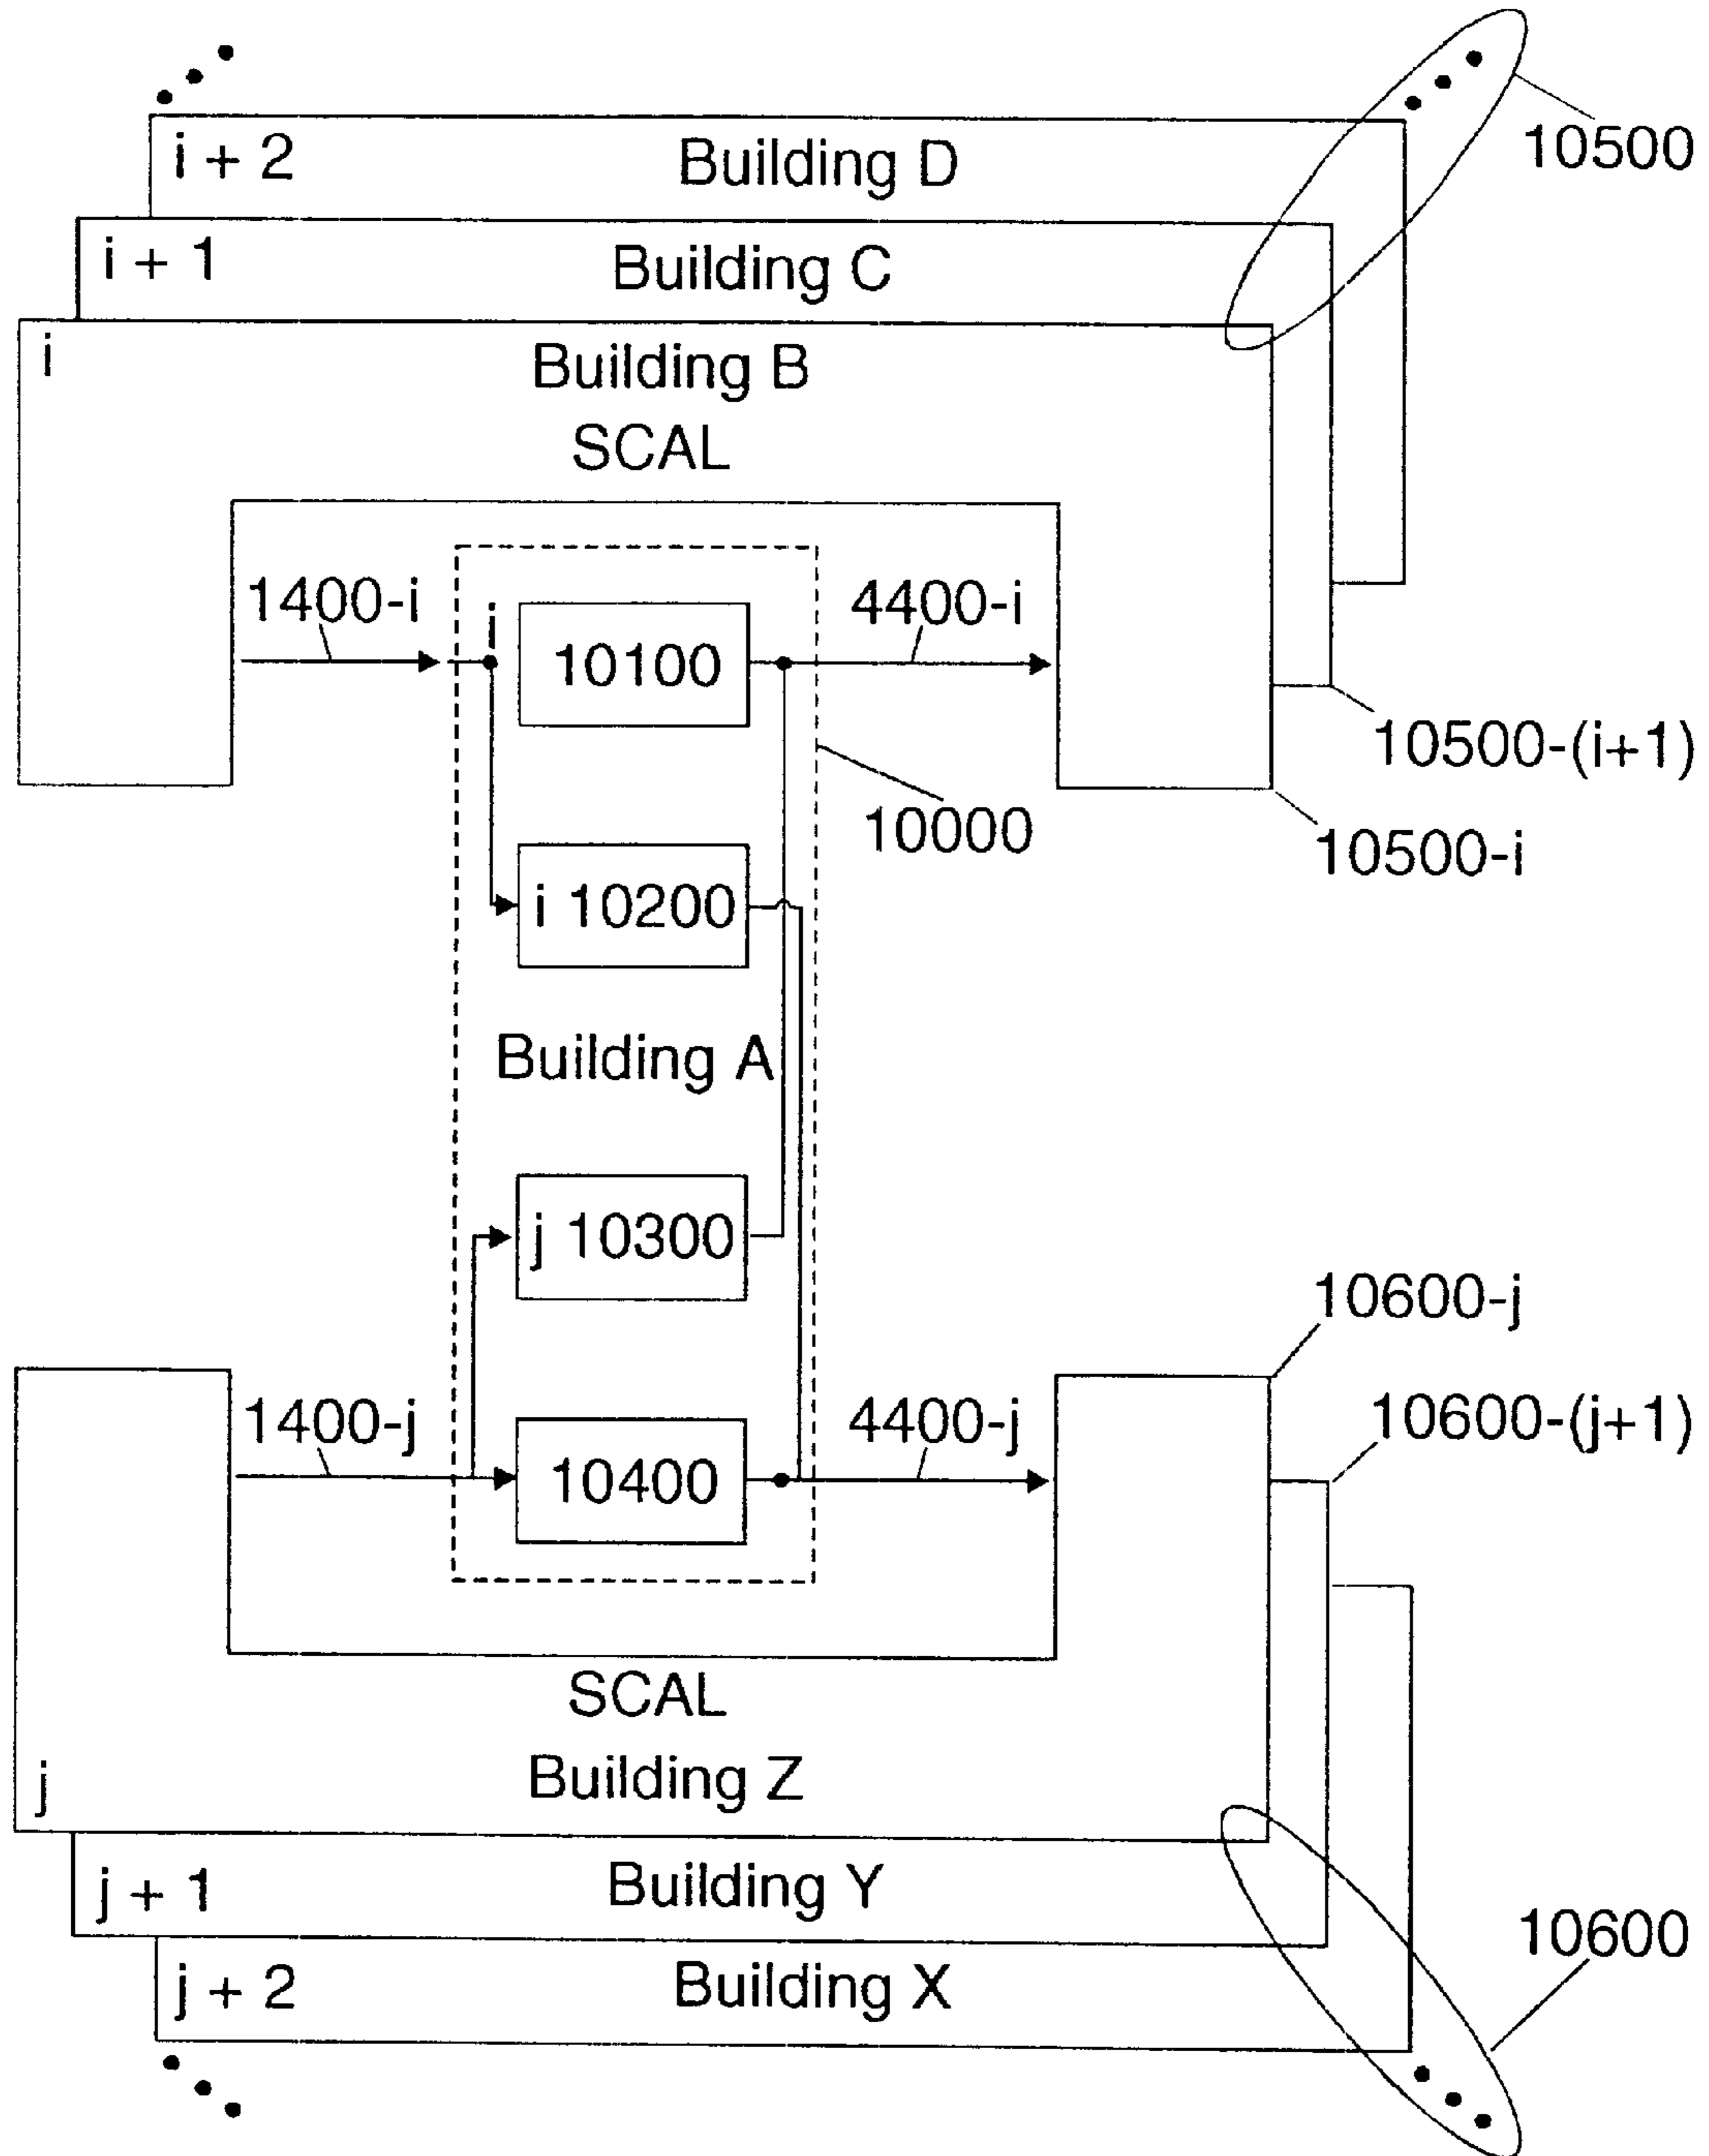 i + 2 Building D
10500
i + 1 Building C
i
Building B
SCAL
1400-i
i
10100
4400-i
10500-(i+1)
10000
10500-i
i 10200
Building A
j 10300
10600-j
1400-j
10400
4400-j
10600-(j+1)
SCAL
Building Z
j
j + 1 Building Y
10600
j + 2 Building X